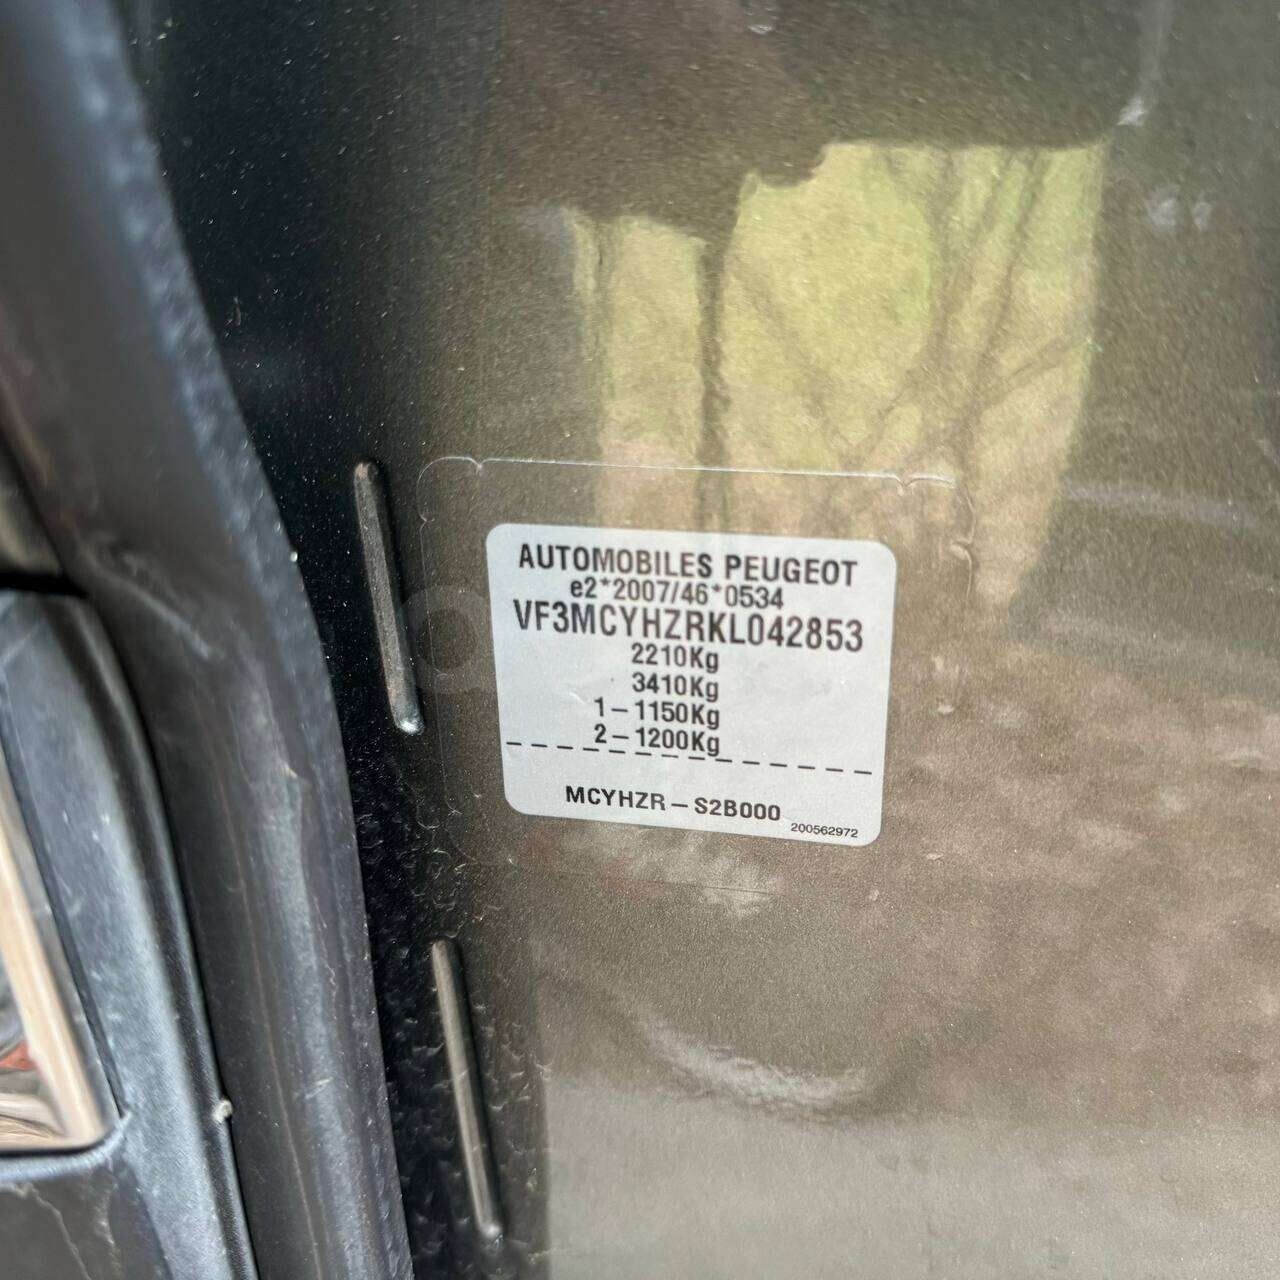 AUTOMOBILES PEUGEOT
e2*2007/46*0534
VF3MCYHZRKL042853
2210Kg
3410Kg
1-1150Kg
2-1200Kg
MCYHZR-S2B000
200562972